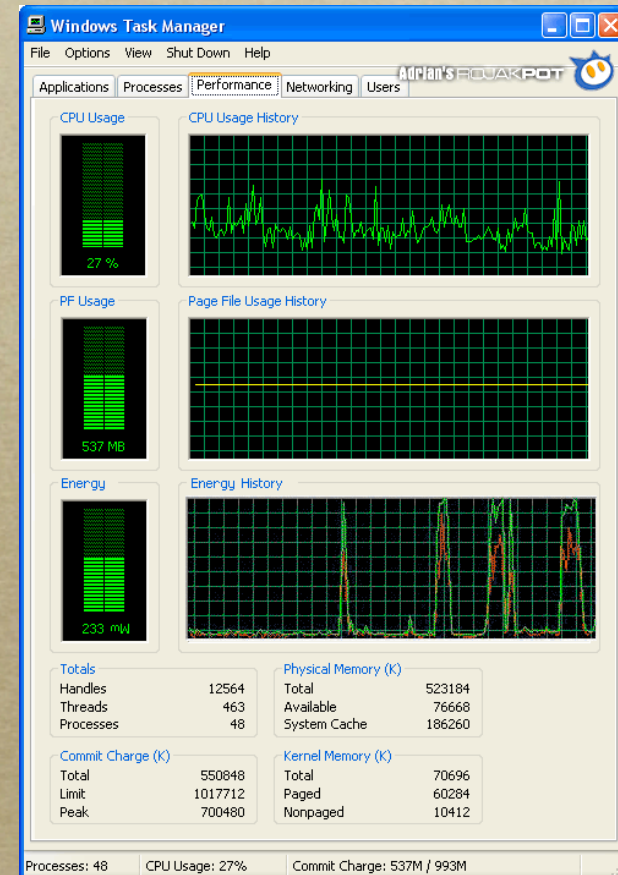 Windows Task Manager
File Options View Shut Down Help
Adrian's ROJAKPOT
Applications Processes Performance Networking Users
CPU Usage CPU Usage History
27 %
PF Usage Page File Usage History
537 MB
Energy Energy History
233 mW
Totals Physical Memory (K)
Handles 12564 Total 523184
Threads 463 Available 76668
Processes 48 System Cache 186260
Commit Charge (K) Kernel Memory (K)
Total 550848 Total 70696
Limit 1017712 Paged 60284
Peak 700480 Nonpaged 10412
Processes: 48 CPU Usage: 27% Commit Charge: 537M / 993M